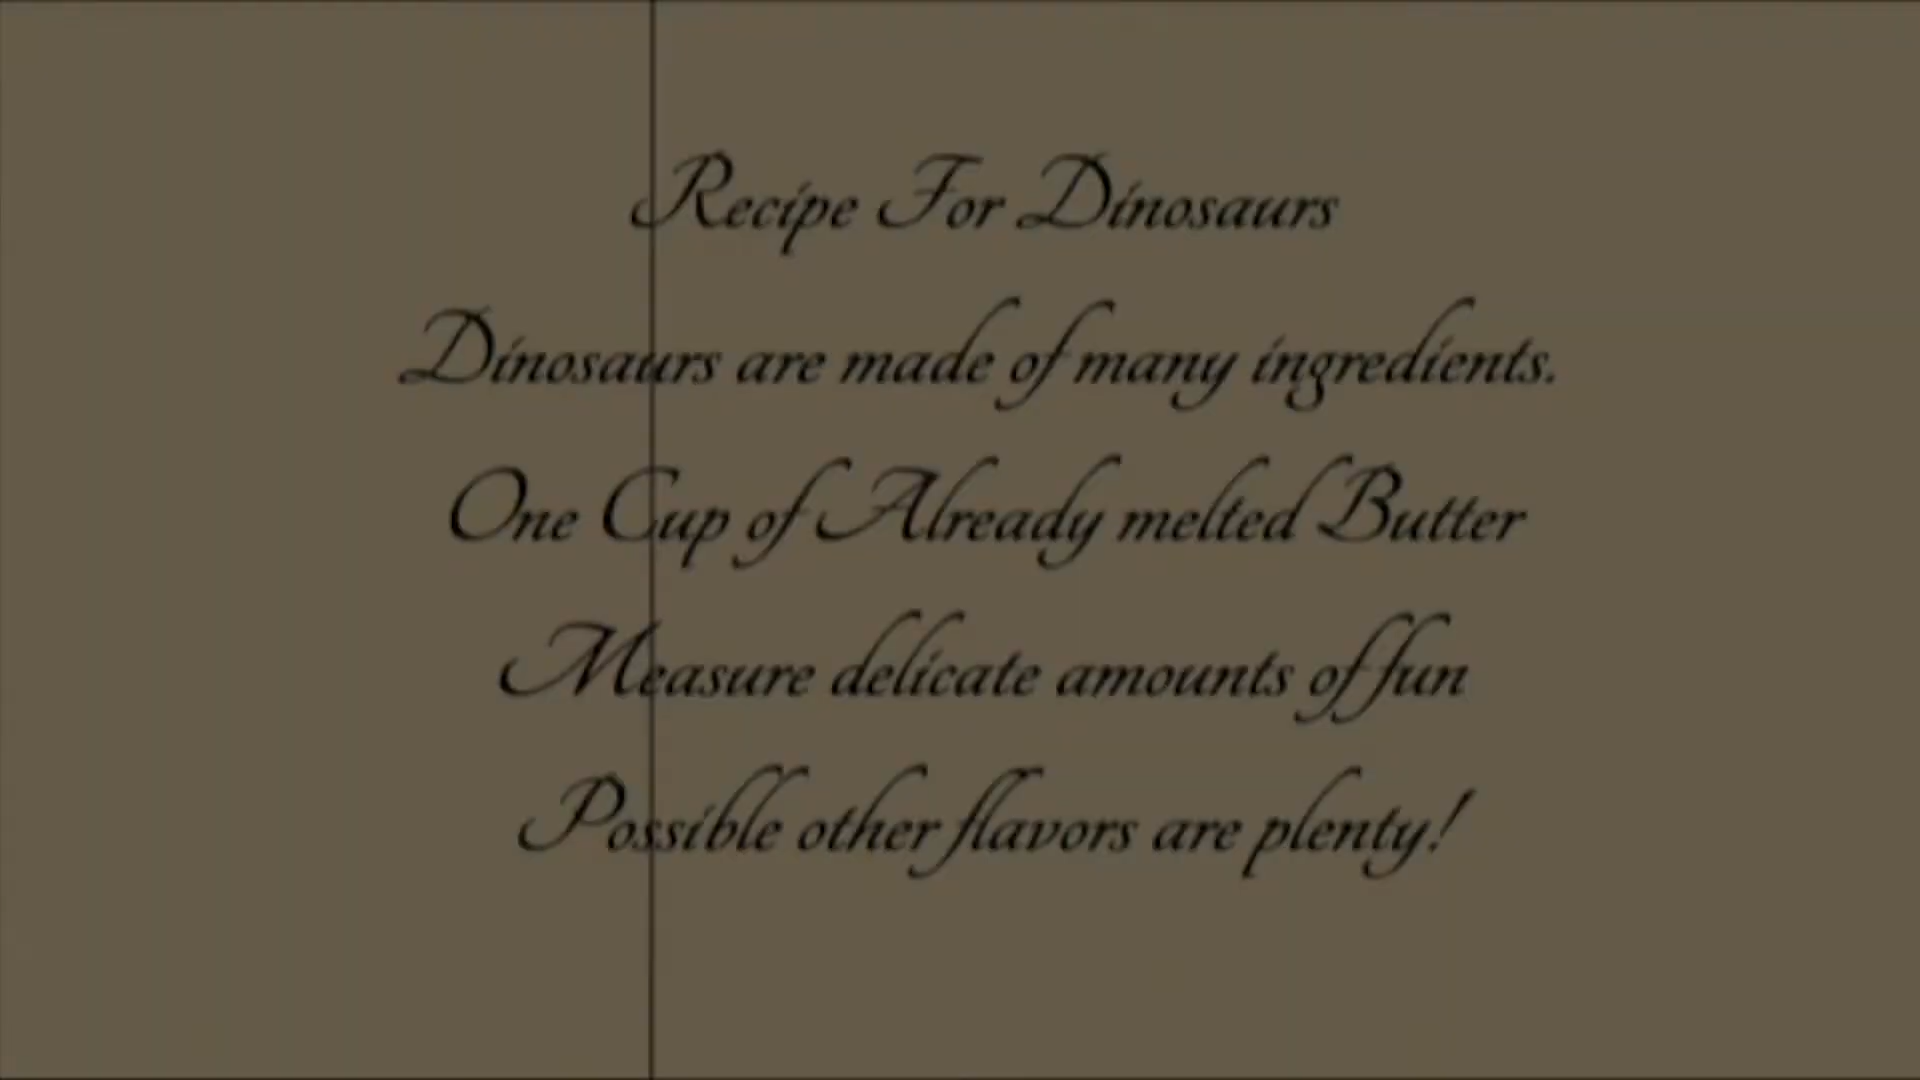 Recipe For Dinosaurs
Dinosaurs are made of many ingredients.
One Cup of Already melted Butter
Measure delicate amounts of fun
Possible other flavors are plenty!